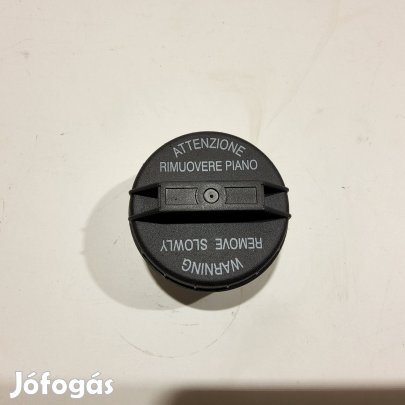 ATTENZIONE
RIMUOVERE PIANO
REMOVE SLOWLY
WARNING
Jófogás